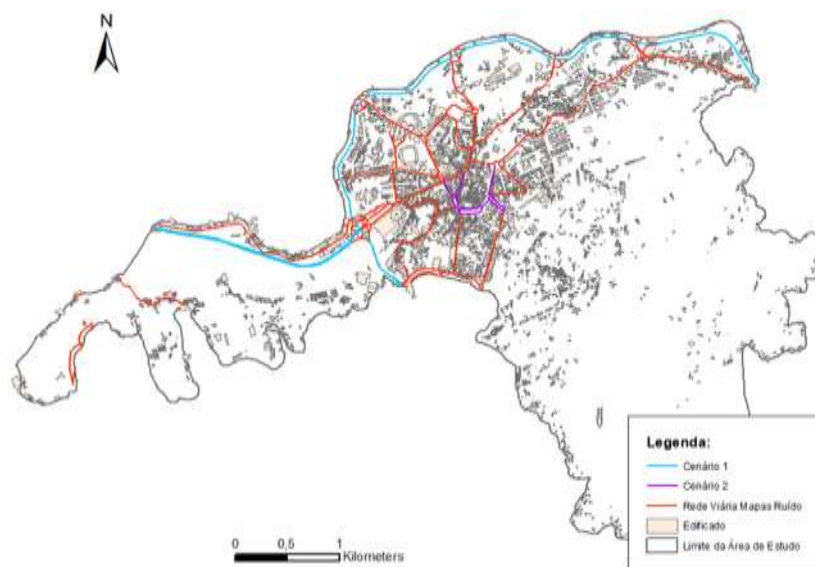 N
Legenda:
Cenário 1
Cenário 2
Rede Viária Mapas Ruído
Edificado
Limite da Área de Estudo
0 0,5 1
Kilometers